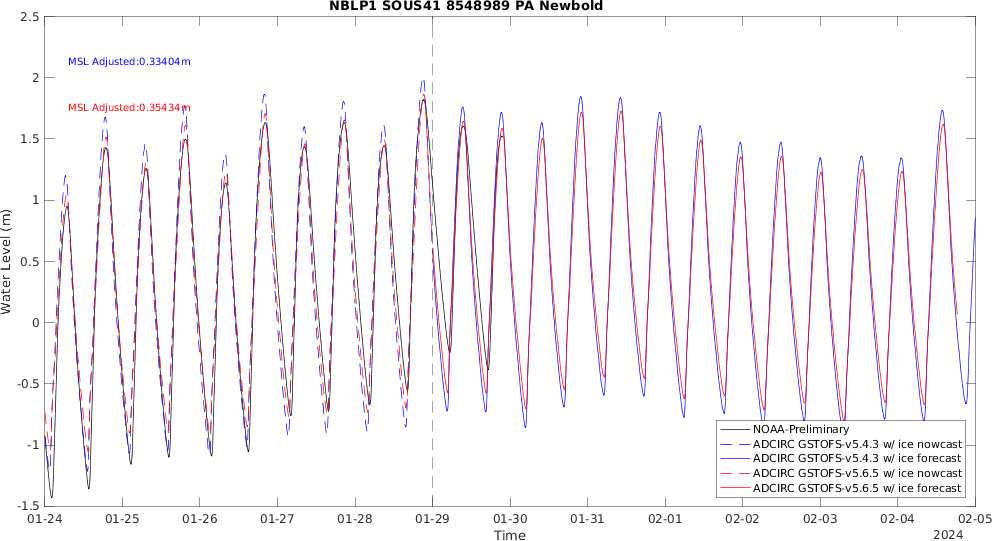 NBLP1 SOUS41 8548989 PA Newbold
2.5
2
1.5
1
0.5
0
-0.5
-1
-1.5
Water Level (m)
MSL Adjusted:0.33404m
MSL Adjusted:0.35434m
NOAA-Preliminary
ADCIRC GSTOFS-v5.4.3 w/ ice nowcast
ADCIRC GSTOFS-v5.4.3 w/ ice forecast
ADCIRC GSTOFS-v5.6.5 w/ ice nowcast
ADCIRC GSTOFS-v5.6.5 w/ ice forecast
01-24 01-25 01-26 01-27 01-28 01-29 01-30 01-31 02-01 02-02 02-03 02-04 02-05
Time
2024